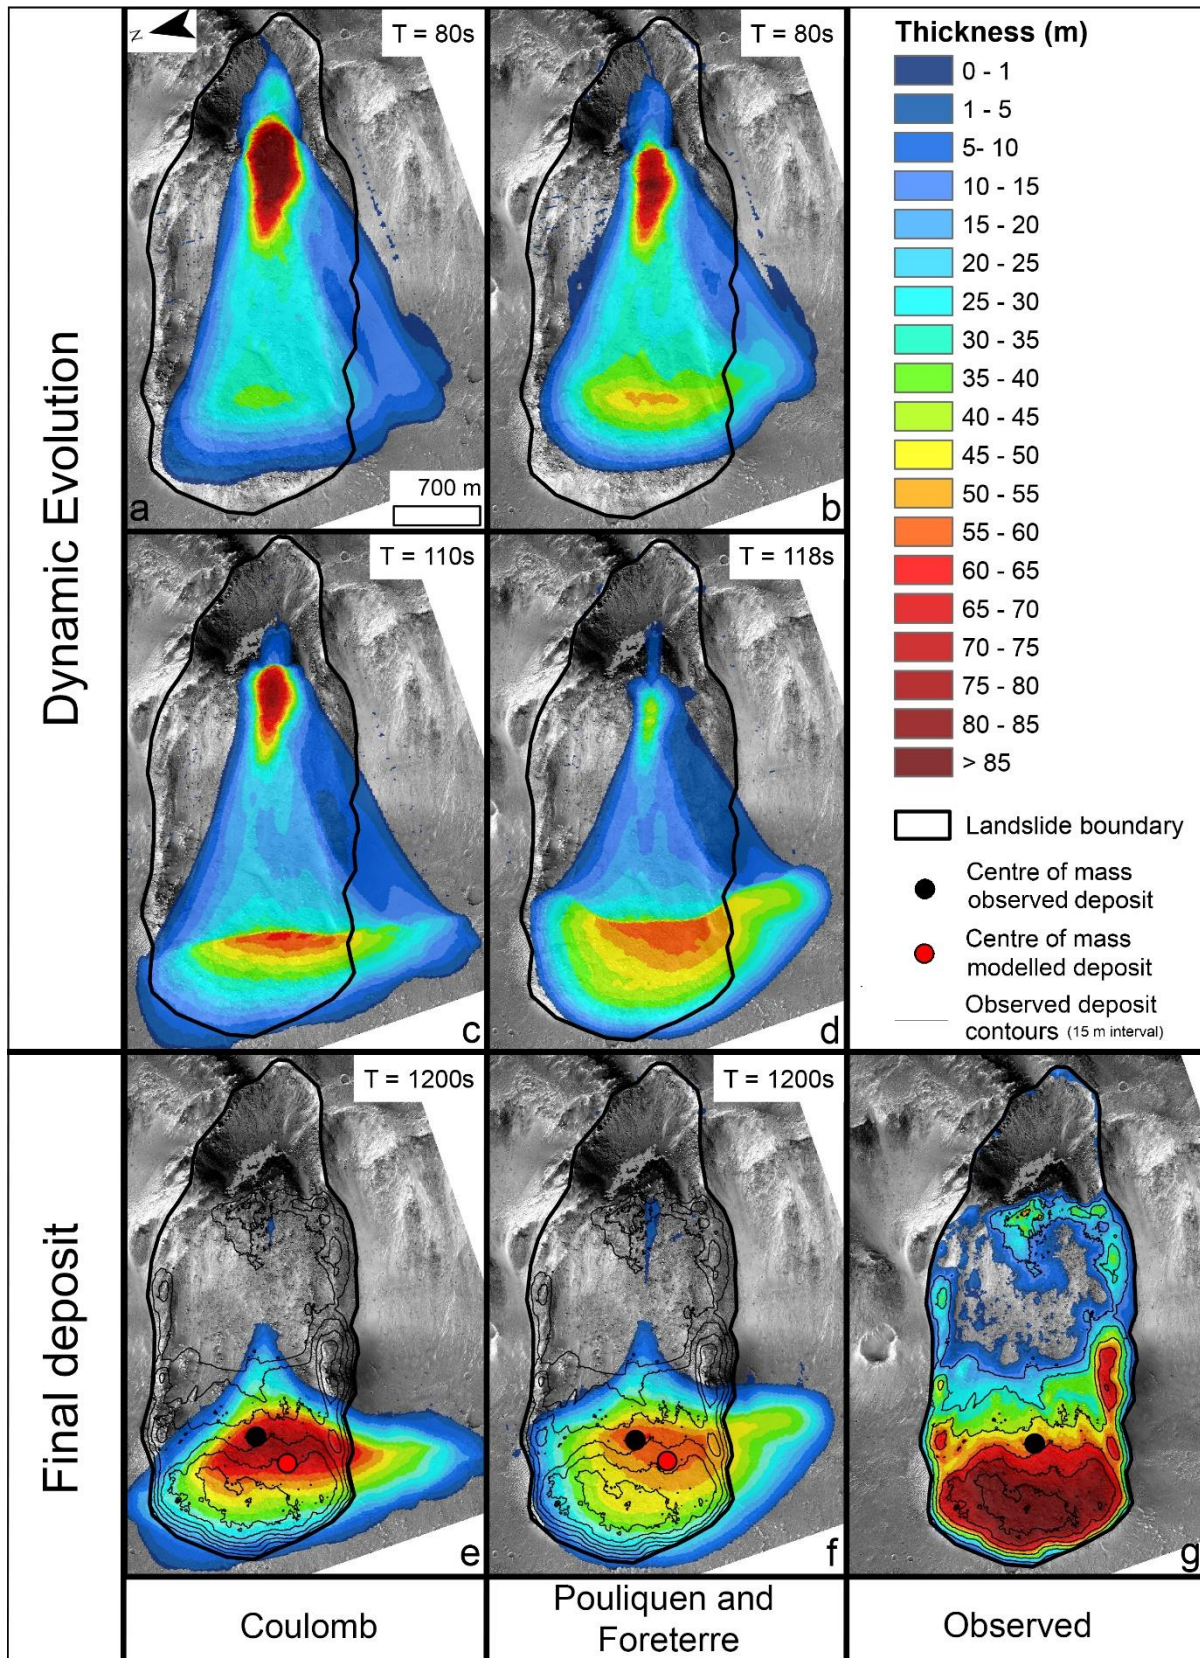 Dynamic Evolution
N
T = 80s
a
700 m
T = 80s
b
T = 110s
c
T = 118s
d
Thickness (m)
0 - 1
1 - 5
5- 10
10 - 15
15 - 20
20 - 25
25 - 30
30 - 35
35 - 40
40 - 45
45 - 50
50 - 55
55 - 60
60 - 65
65 - 70
70 - 75
75 - 80
80 - 85
> 85
Landslide boundary
Centre of mass
observed deposit
Centre of mass
modelled deposit
Observed deposit
contours (15 m interval)
Final deposit
T = 1200s
e
T = 1200s
f
g
Coulomb
Pouliquen and
Foreterre
Observed